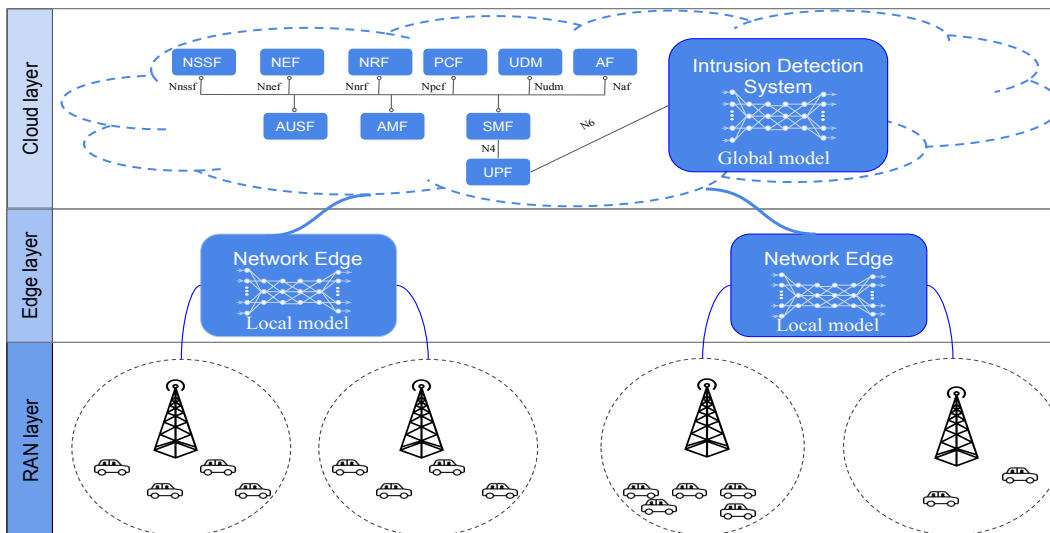 Cloud layer
NSSF
NEF
NRF
PCF
UDM
AF
Nnssf
Nnef
Nnrf
Npcf
Nudm
Naf
AUSF
AMF
SMF
N4
UPF
N6
Intrusion Detection
System
Global model
Edge layer
Network Edge
Local model
Network Edge
Local model
RAN layer